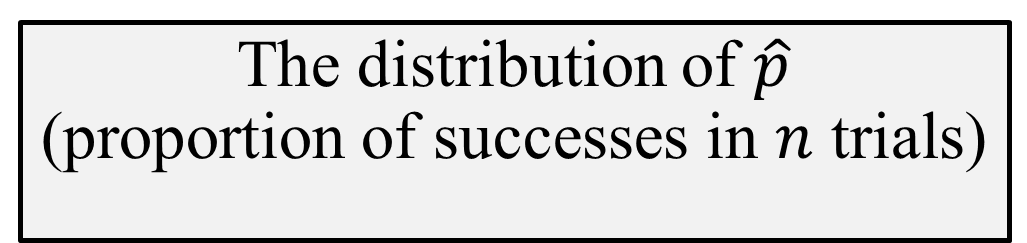 The distribution of p̂
(proportion of successes in n trials)